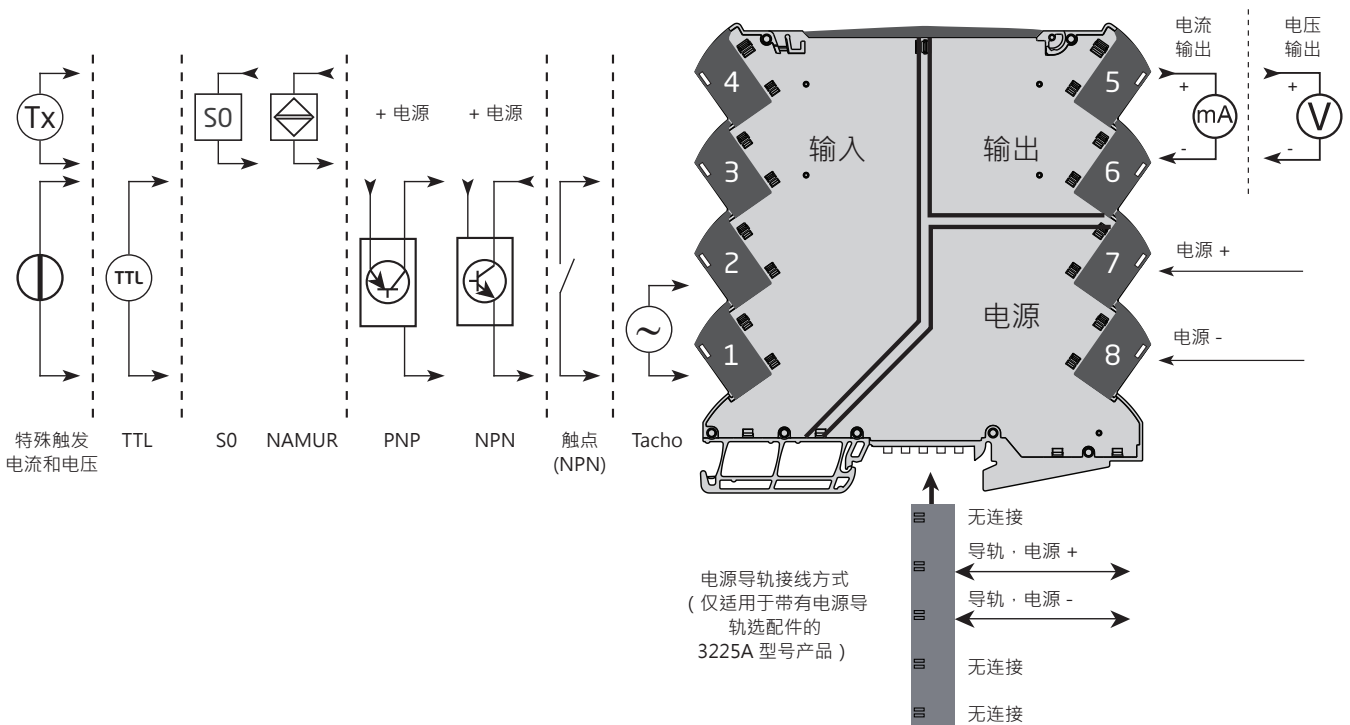 电流
输出
电压
输出
4
5
Tx
S0
+ 电源
+ 电源
+
mA
-
+
V
-
输入
输出
3
6
TTL
2
7
电源 +
~
1
电源
8
电源 -
特殊触发
电流和电压
TTL
S0
NAMUR
PNP
NPN
触点
(NPN)
Tacho
无连接
导轨 · 电源 +
导轨 · 电源 -
无连接
无连接
电源导轨接线方式
( 仅适用于带有电源导
轨选配件的
3225A 型号产品 )